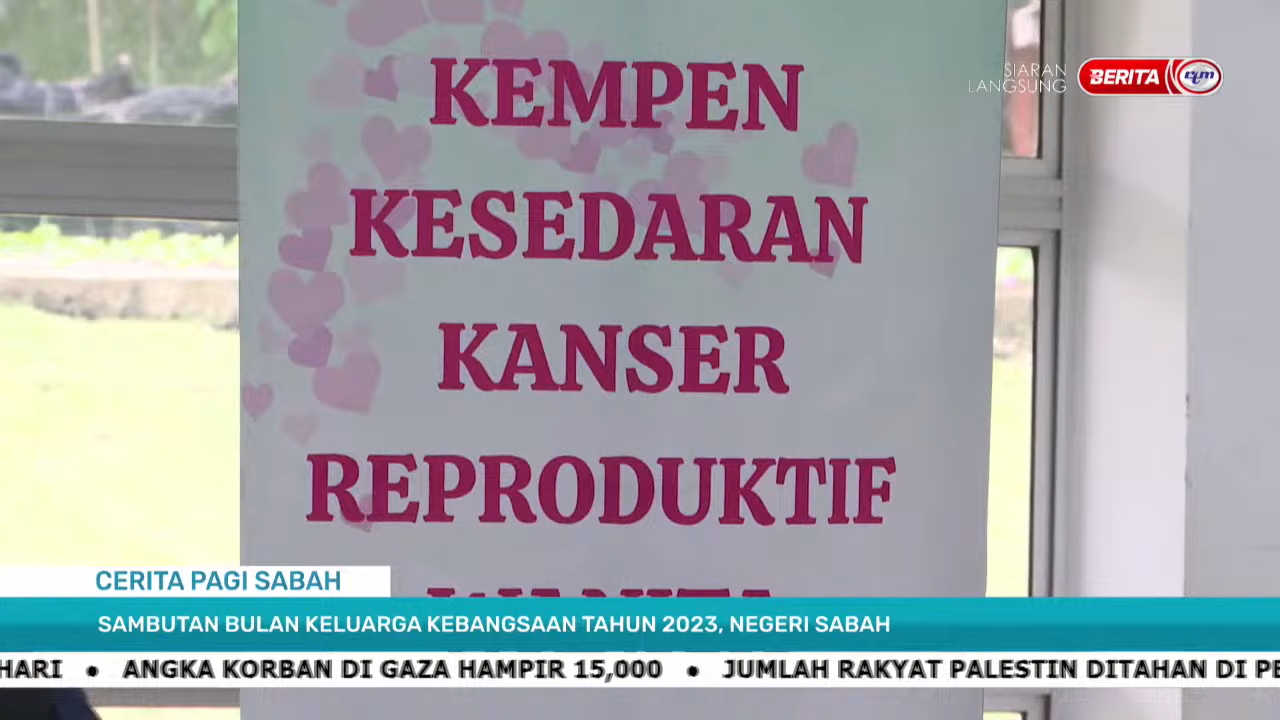 SIARAN
LANGSUNG
BERITA rtm
KEMPEN
KESEDARAN
KANSER
REPRODUKTIF
CERITA PAGI SABAH
SAMBUTAN BULAN KELUARGA KEBANGSAAN TAHUN 2023, NEGERI SABAH
HARI • ANGKA KORBAN DI GAZA HAMPIR 15,000 • JUMLAH RAKYAT PALESTIN DITAHAN DI PE